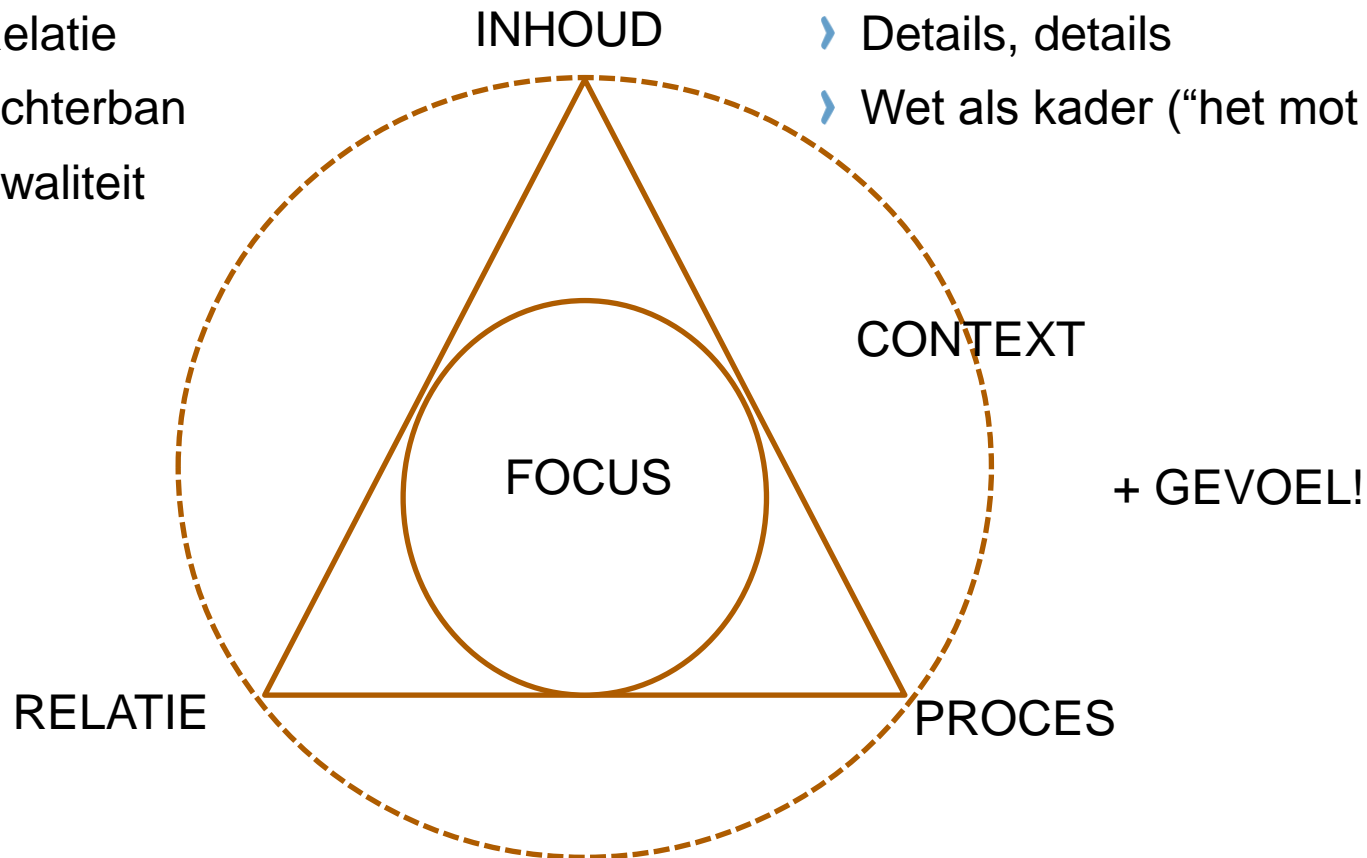 elatie
chterban
waliteit
INHOUD
Details, details
Wet als kader (“het mot
CONTEXT
FOCUS
+ GEVOEL!
RELATIE
PROCES